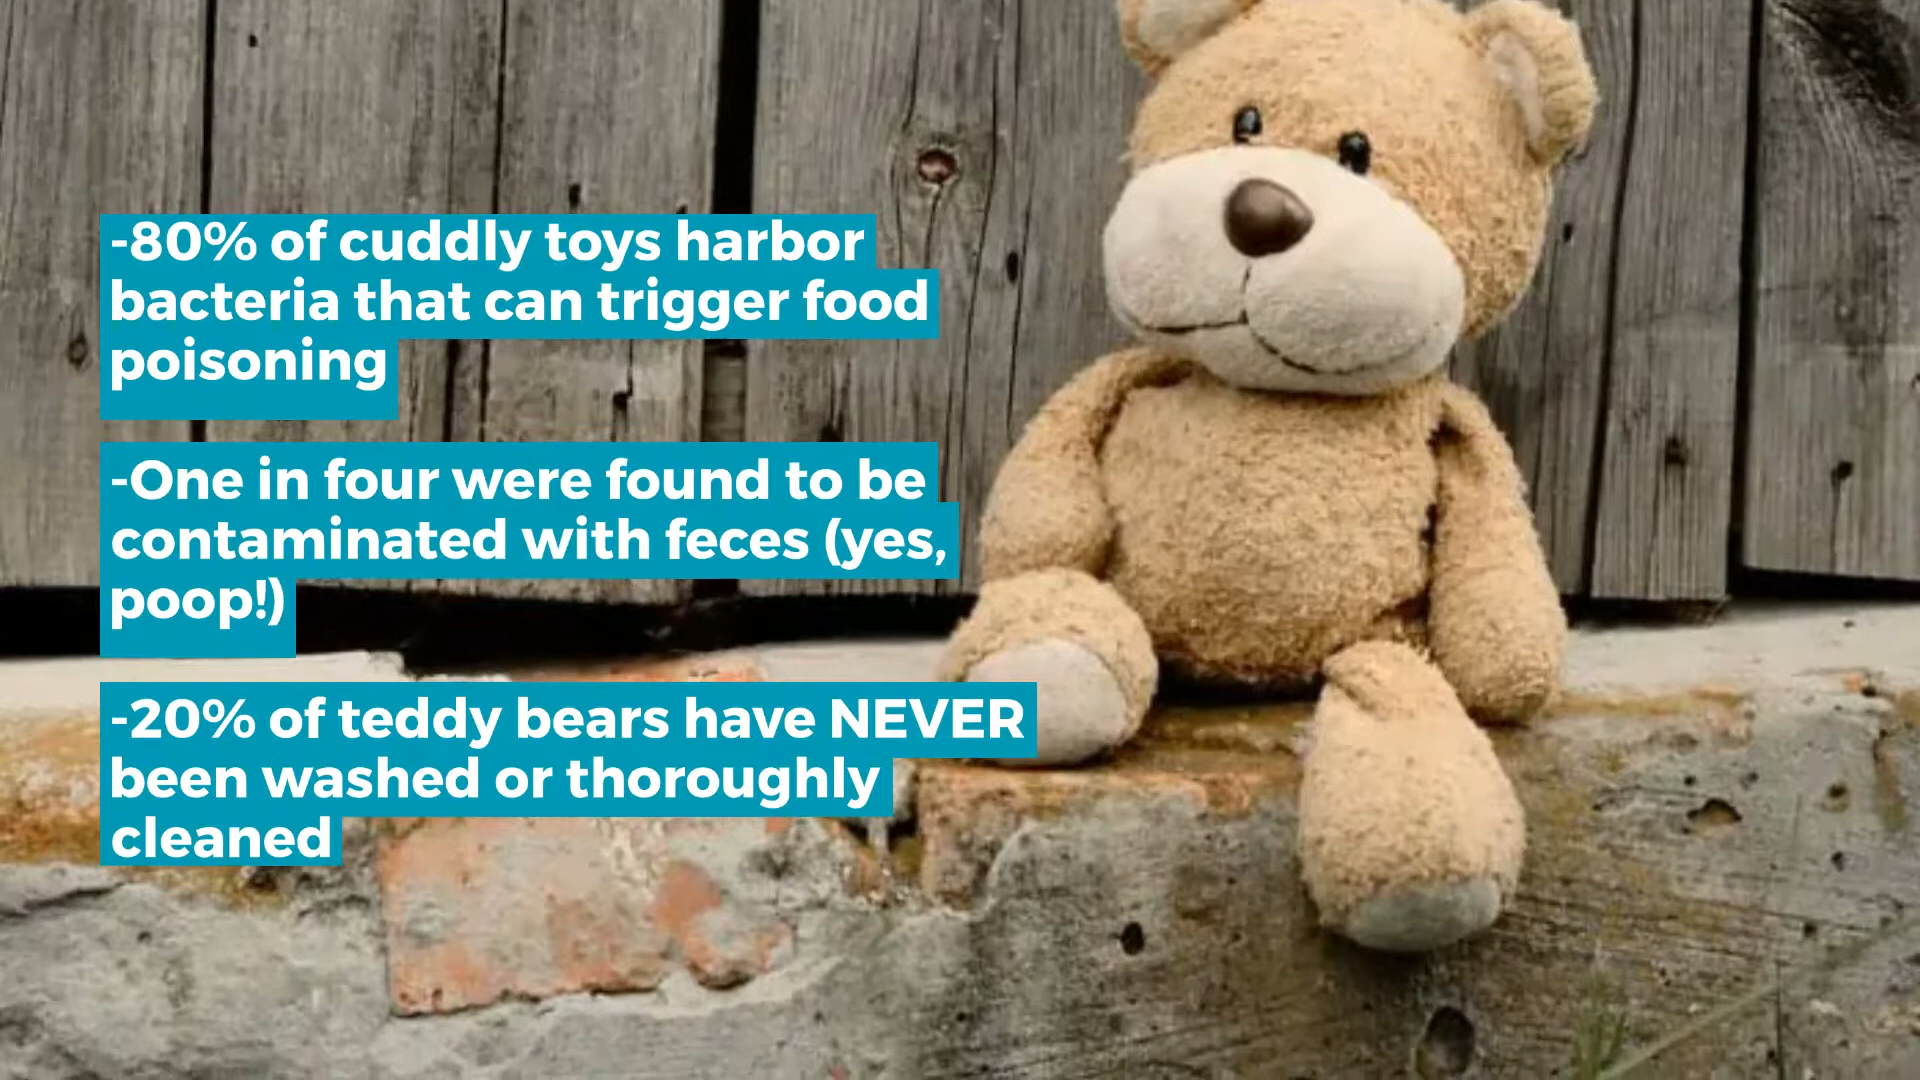 -80% of cuddly toys harbor
bacteria that can trigger food
poisoning
-One in four were found to be
contaminated with feces (yes,
poop!)
-20% of teddy bears have NEVER
been washed or thoroughly
cleaned